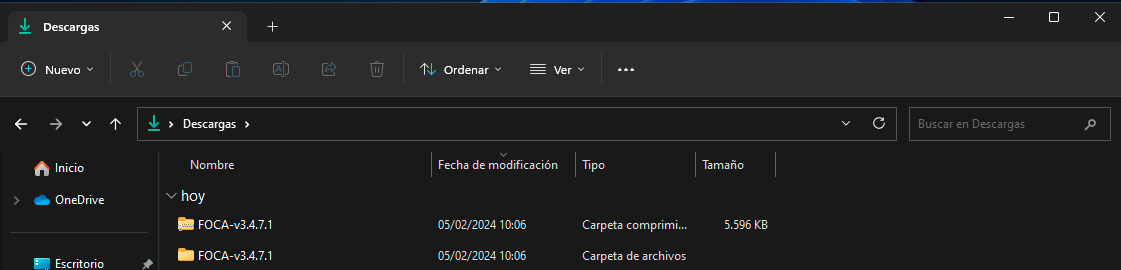 Descargas
Nuevo
Ordenar
Ver
Descargas
Buscar en Descargas
Inicio
OneDrive
Escritorio
Nombre Fecha de modificación Tipo Tamaño
hoy
FOCA-v3.4.7.1 05/02/2024 10:06 Carpeta comprimi... 5.596 KB
FOCA-v3.4.7.1 05/02/2024 10:06 Carpeta de archivos